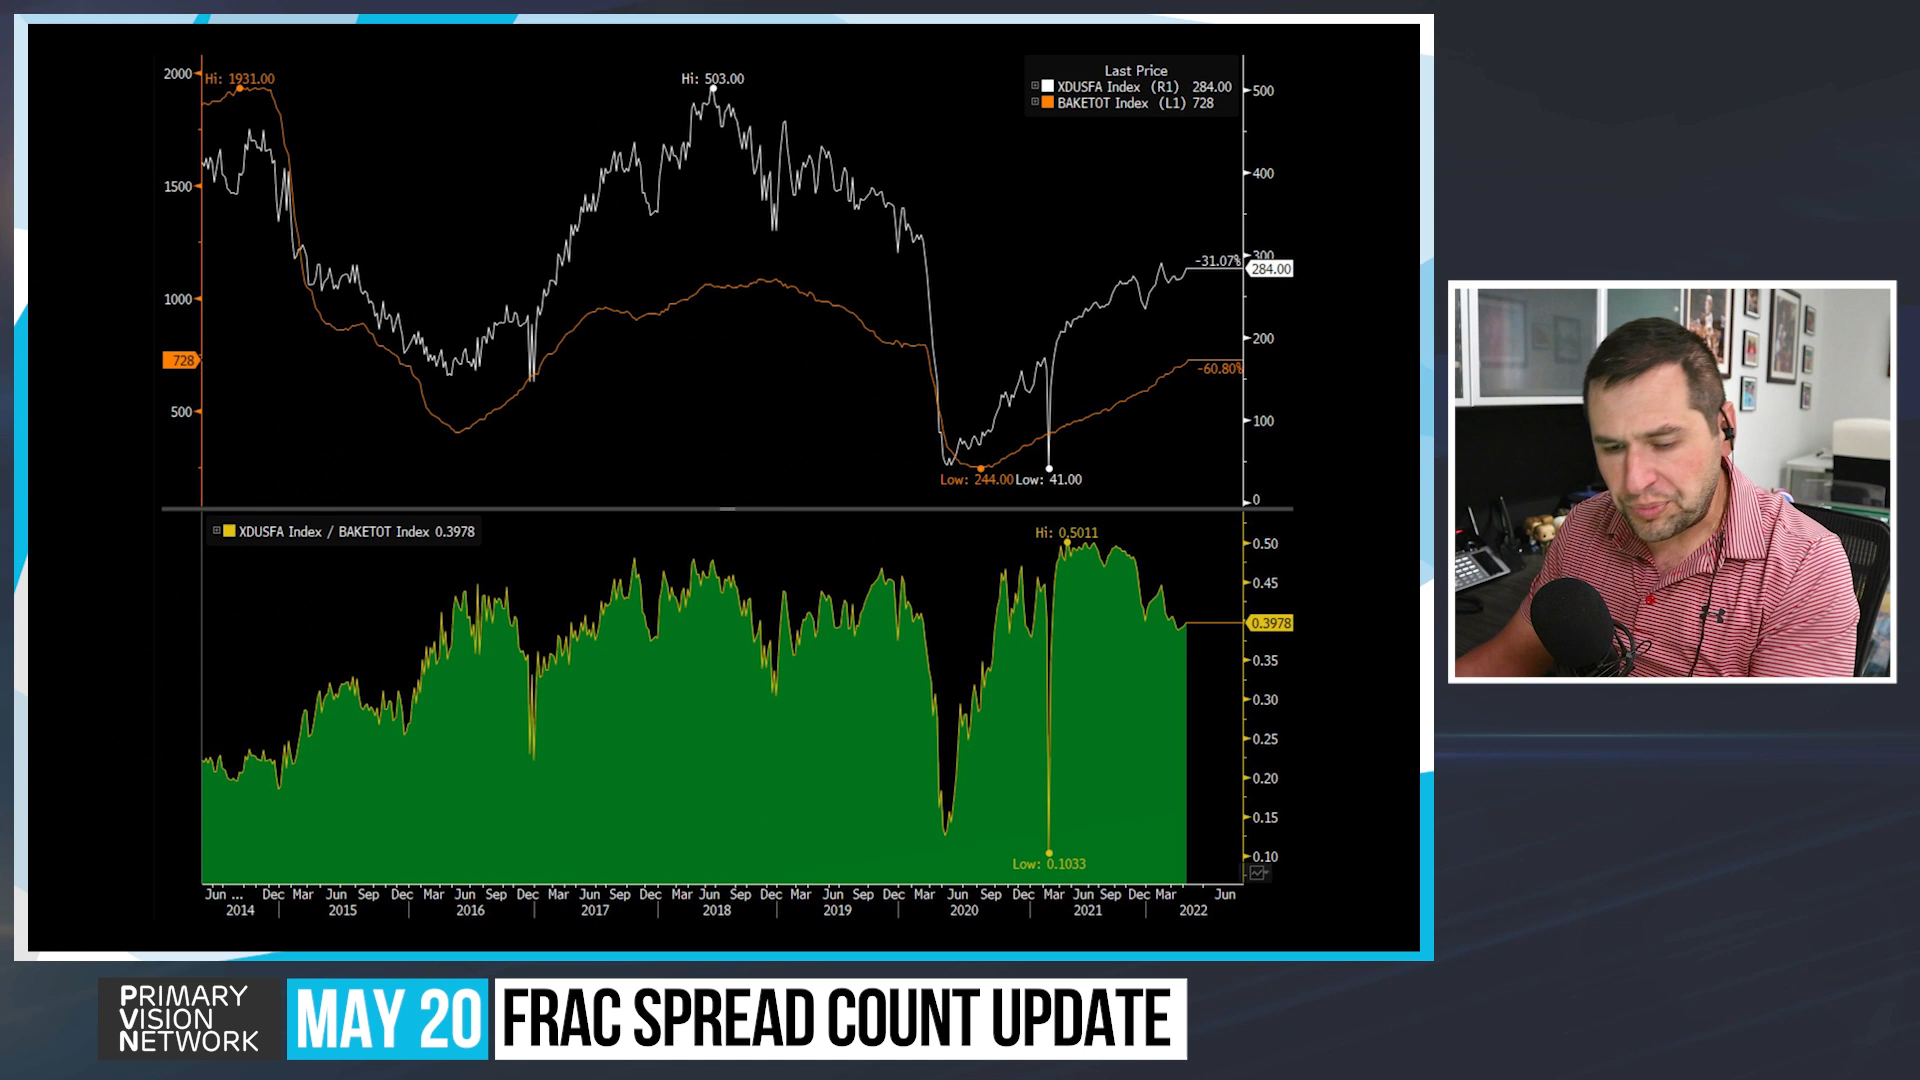 Hi: 1931.00
Hi: 503.00
Last Price
XDUSFA Index (R1) 284.00
BAKETOT Index (L1) 728
2000
1500
1000
728
500
500
400
300
-31.07%
284.00
200
-60.80%
100
0
Low: 244.00
Low: 41.00
XDUSFA Index / BAKETOT Index 0.3978
Hi: 0.5011
Low: 0.1033
0.50
0.45
0.3978
0.35
0.30
0.25
0.20
0.15
0.10
Jun ... Dec Mar Jun Sep Dec Mar Jun Sep Dec Mar Jun Sep Dec Mar Jun Sep Dec Mar Jun Sep Dec Mar Jun Sep Dec Mar Jun Sep Dec Mar Jun
2014 2015 2016 2017 2018 2019 2020 2021 2022
PRIMARY
VISION
NETWORK
MAY 20
FRAC SPREAD COUNT UPDATE